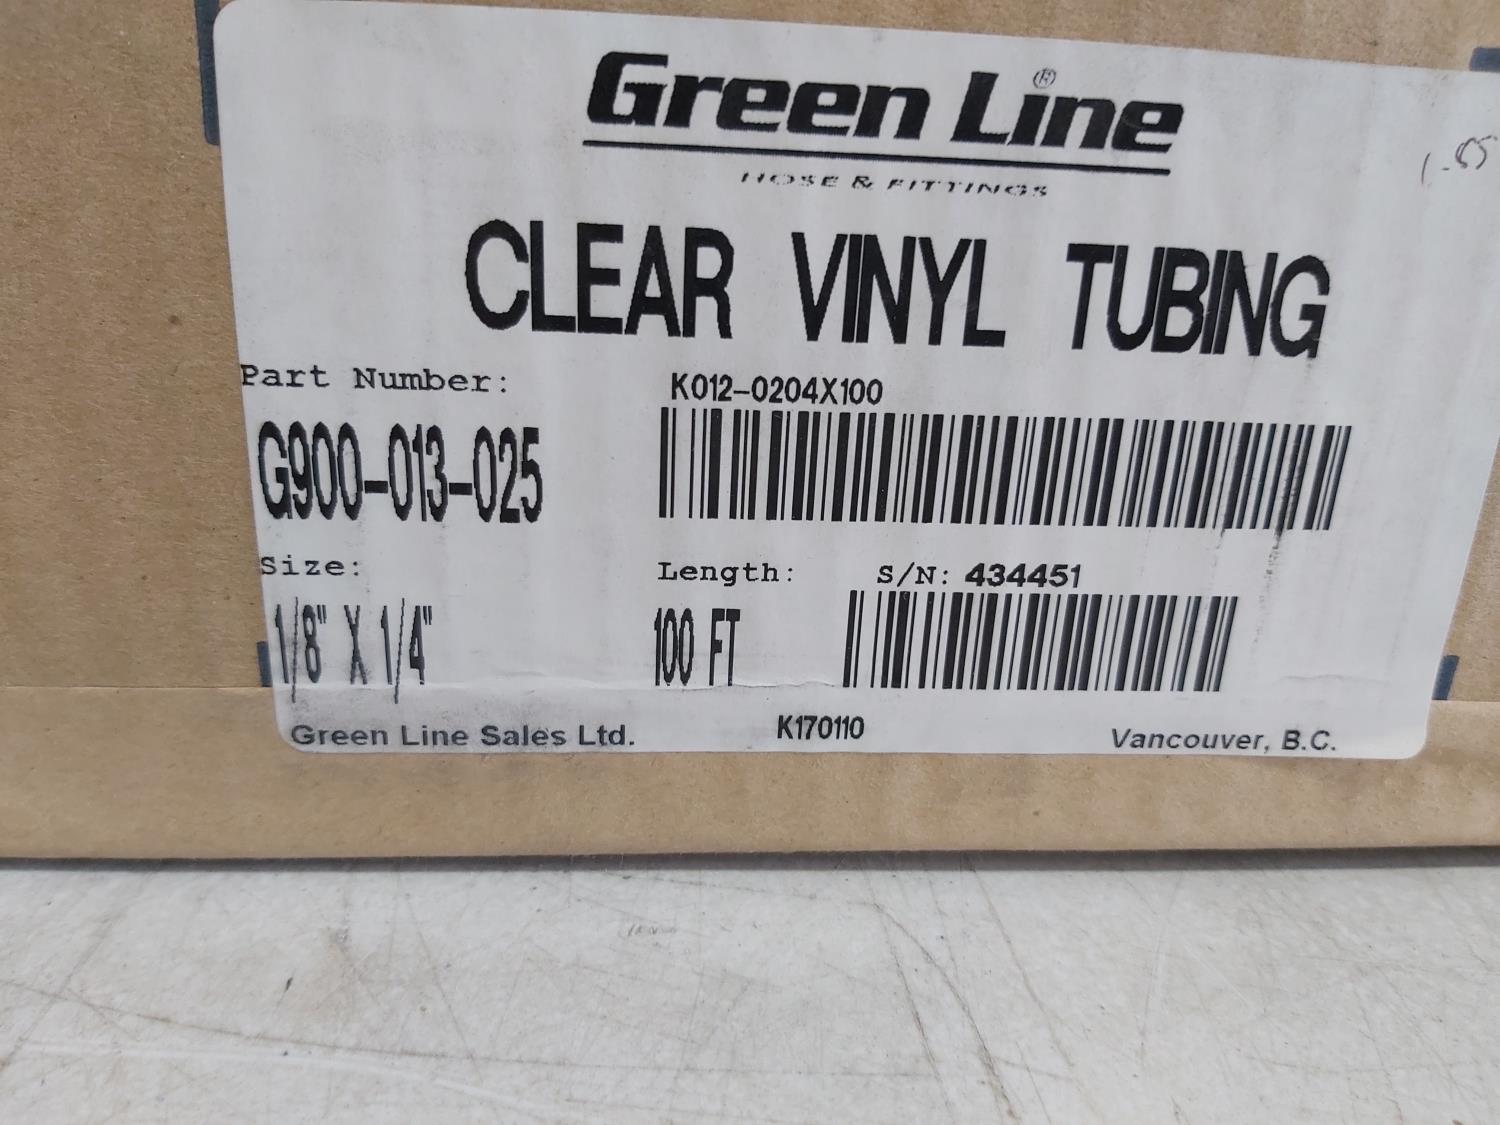 Green Line®
HOSE & FITTINGS
1.85
CLEAR VINYL TUBING
Part Number: K012-0204X100
G900-013-025
Size: Length: S/N: 434451
1/8" X 1/4" 100 FT
Green Line Sales Ltd. K170110 Vancouver, B.C.